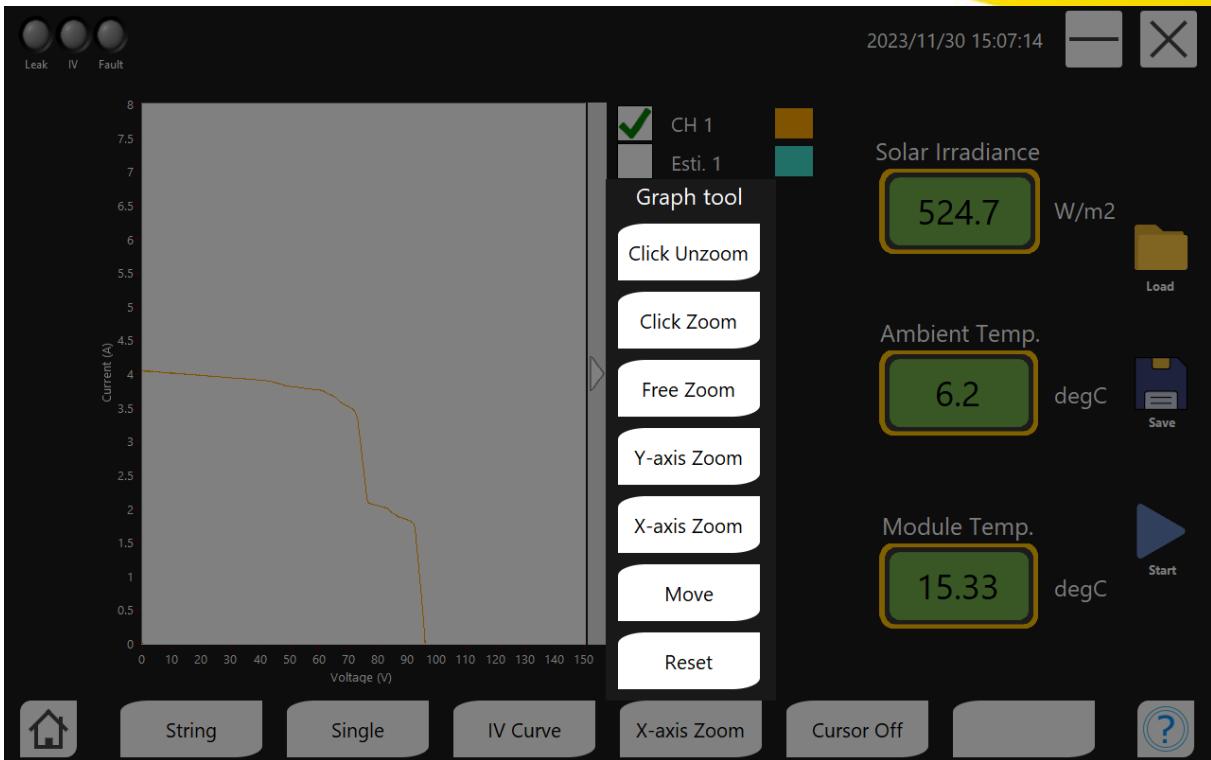 2023/11/30 15:07:14
Leak IV Fault
CH 1
Esti. 1
Graph tool
Click Unzoom
Click Zoom
Free Zoom
Y-axis Zoom
X-axis Zoom
Move
Reset
8
7.5
7
6.5
6
5.5
5
4.5
4
3.5
3
2.5
2
1.5
1
0.5
0
Current (A)
0 10 20 30 40 50 60 70 80 90 100 110 120 130 140 150
Voltage (V)
Solar Irradiance
524.7 W/m2
Load
Ambient Temp.
6.2 degC
Save
Module Temp.
15.33 degC
Start
String Single IV Curve X-axis Zoom Cursor Off
?